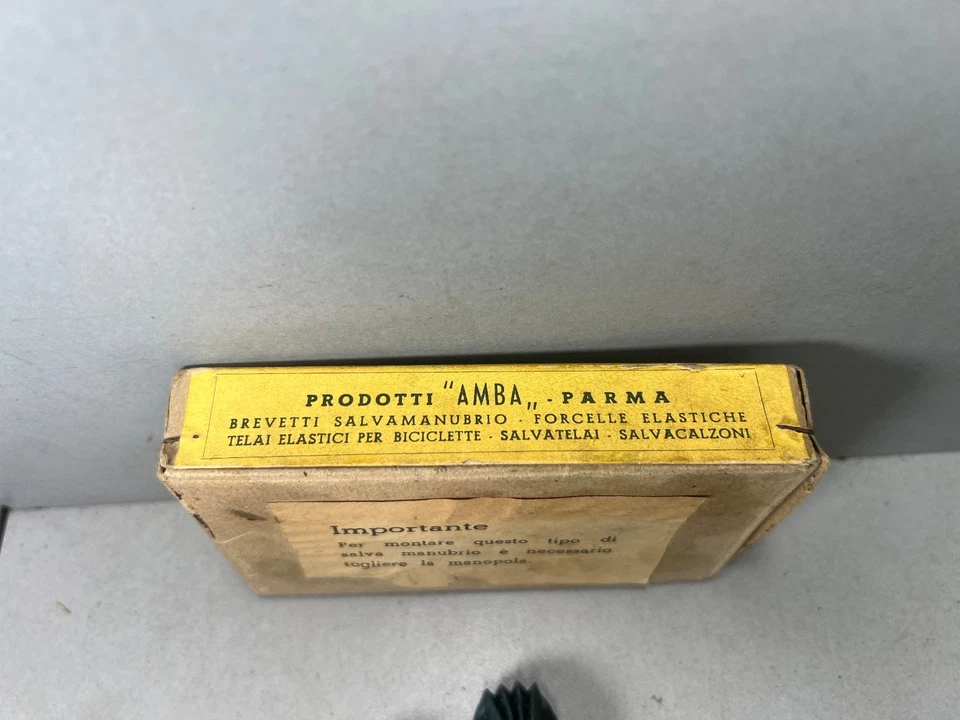 PRODOTTI "AMBA„ - PARMA
BREVETTI SALVAMANUBRIO - FORCELLE ELASTICHE
TELAI ELASTICI PER BICICLETTE - SALVATELAI - SALVACALZONI
Importante
Per montare questo tipo di
salva manubrio è necessario
togliere la manopola.